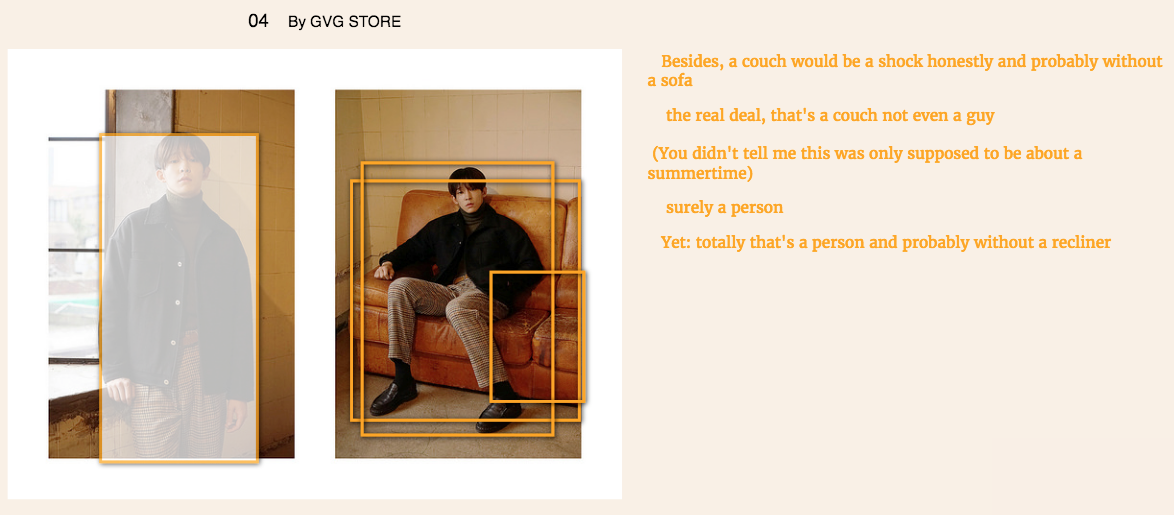 04 By GVG STORE
Besides, a couch would be a shock honestly and probably without
a sofa
the real deal, that's a couch not even a guy
(You didn't tell me this was only supposed to be about a
summertime)
surely a person
Yet: totally that's a person and probably without a recliner